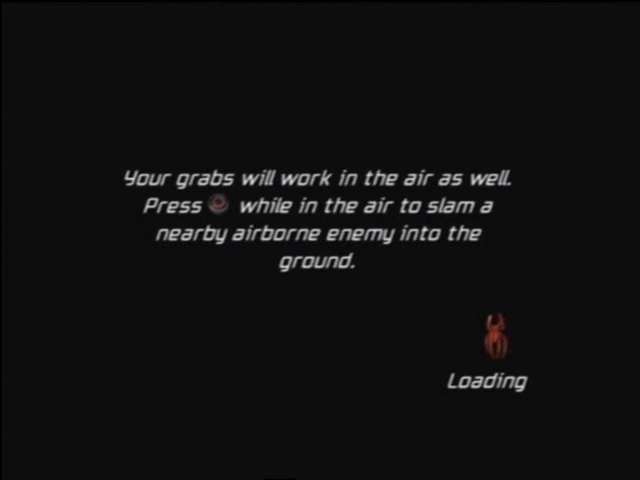 Your grabs will work in the air as well.
Press while in the air to slam a
nearby airborne enemy into the
ground.
Loading